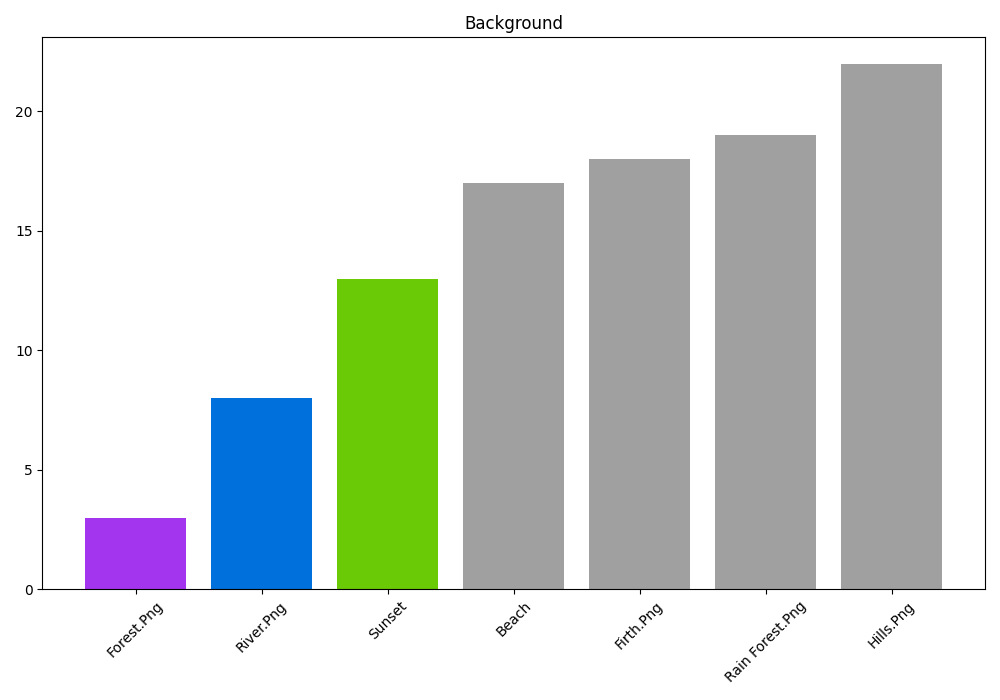 Background
20
15
10
5
0
Forest.Png
River.Png
Sunset
Beach
Firth.Png
Rain Forest.Png
Hills.Png